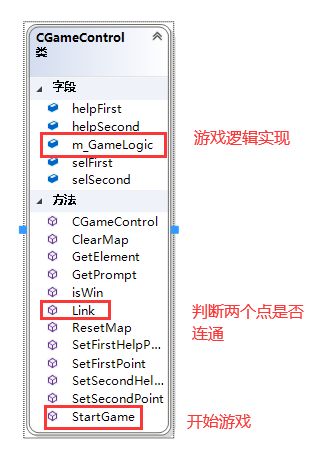 CGameControl
类
字段
helpFirst
helpSecond
m_GameLogic
游戏逻辑实现
selFirst
selSecond
方法
CGameControl
ClearMap
GetElement
GetPrompt
isWin
Link
判断两个点是否
连通
ResetMap
SetFirstHelpP...
SetFirstPoint
SetSecondHel...
SetSecondPoint
StartGame
开始游戏